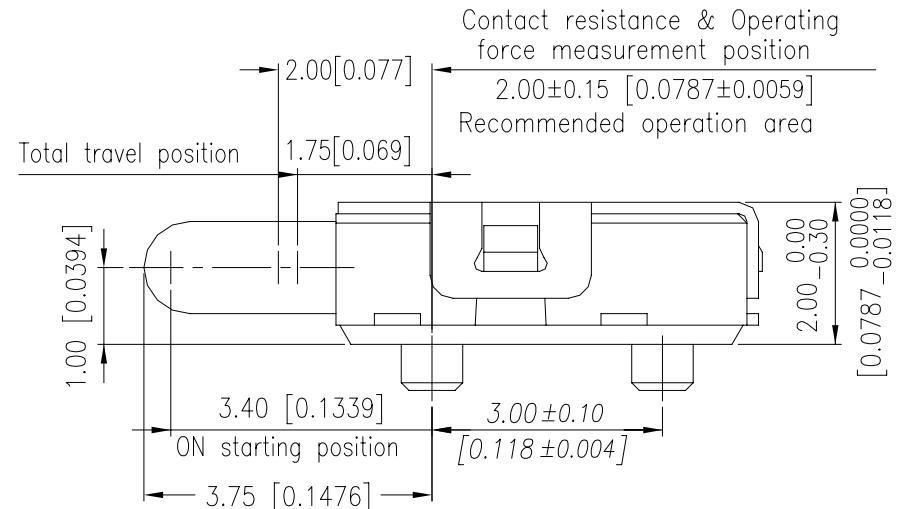 Contact resistance & Operating
force measurement position
2.00[0.077]
2.00±0.15 [0.0787±0.0059]
Recommended operation area
Total travel position
1.75[0.069]
1.00 [0.0394]
2.00 0.00 -0.30
[0.0787 0.0000 -0.0118]
3.40 [0.1339]
ON starting position
3.00±0.10
[0.118±0.004]
3.75 [0.1476]